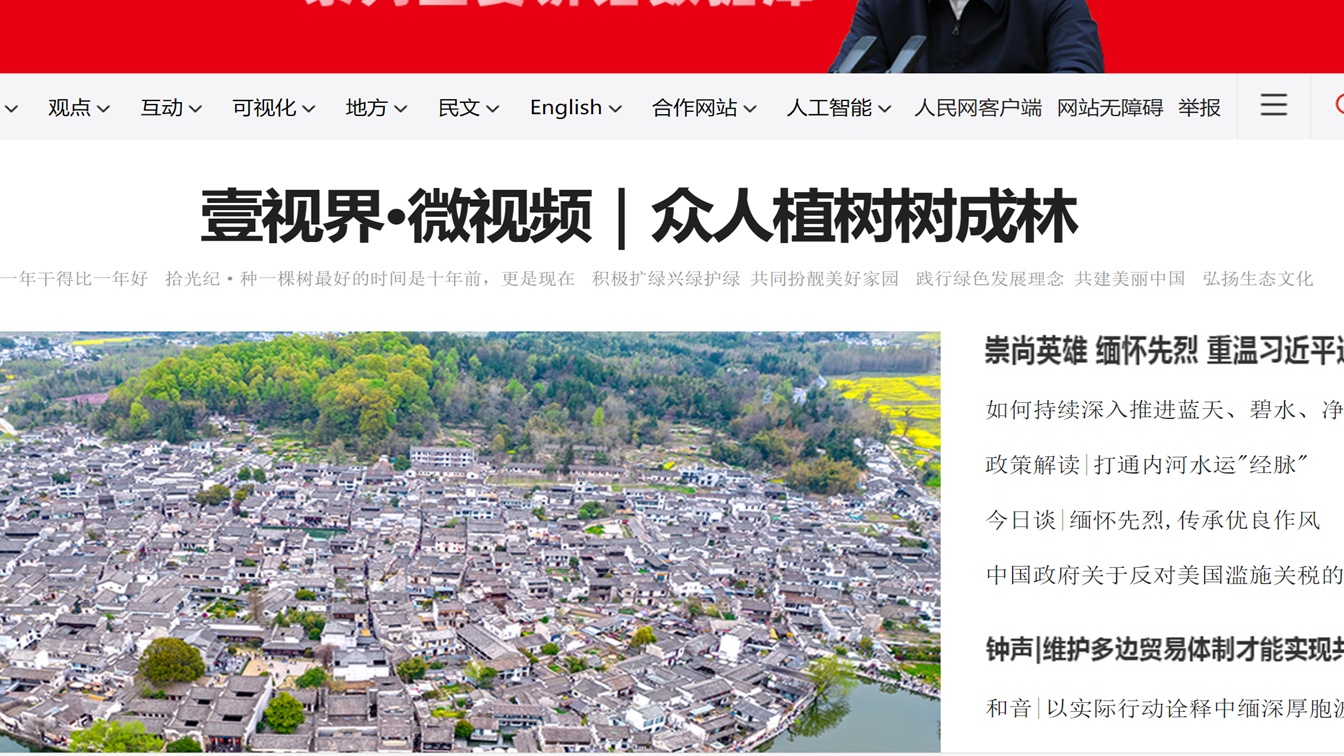 观点 互动 可视化 地方 民文 English 合作网站 人工智能 人民网客户端 网站无障碍 举报
壹视界·微视频｜众人植树树成林
一年干得比一年好 拾光纪·种一棵树最好的时间是十年前，更是现在 积极扩绿兴绿护绿 共同扮靓美好家园 践行绿色发展理念 共建美丽中国 弘扬生态文化
崇尚英雄 缅怀先烈 重温习近平
如何持续深入推进蓝天、碧水、净
政策解读|打通内河水运"经脉"
今日谈|缅怀先烈,传承优良作风
中国政府关于反对美国滥施关税的
钟声|维护多边贸易体制才能实现
和音|以实际行动诠释中缅深厚胞